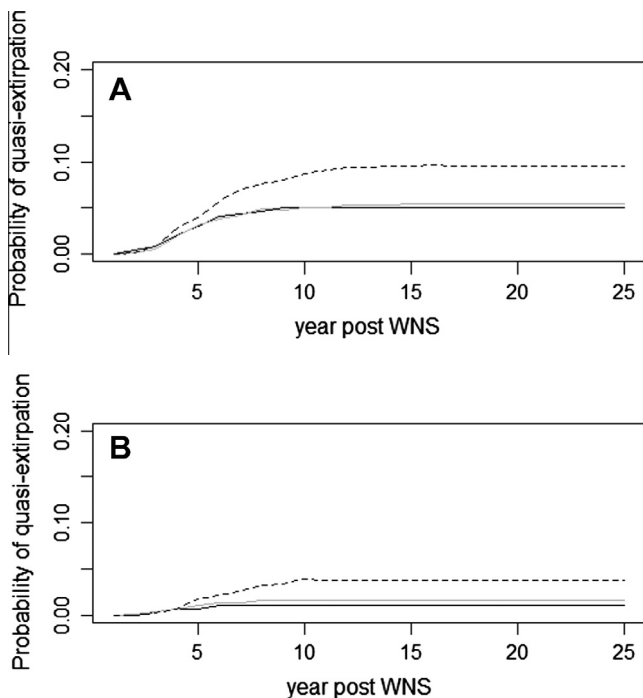 Probability of quasi-extirpation
0.20
0.10
0.00
A
5 10 15 20 25
year post WNS
Probability of quasi-extirpation
0.20
0.10
0.00
B
5 10 15 20 25
year post WNS